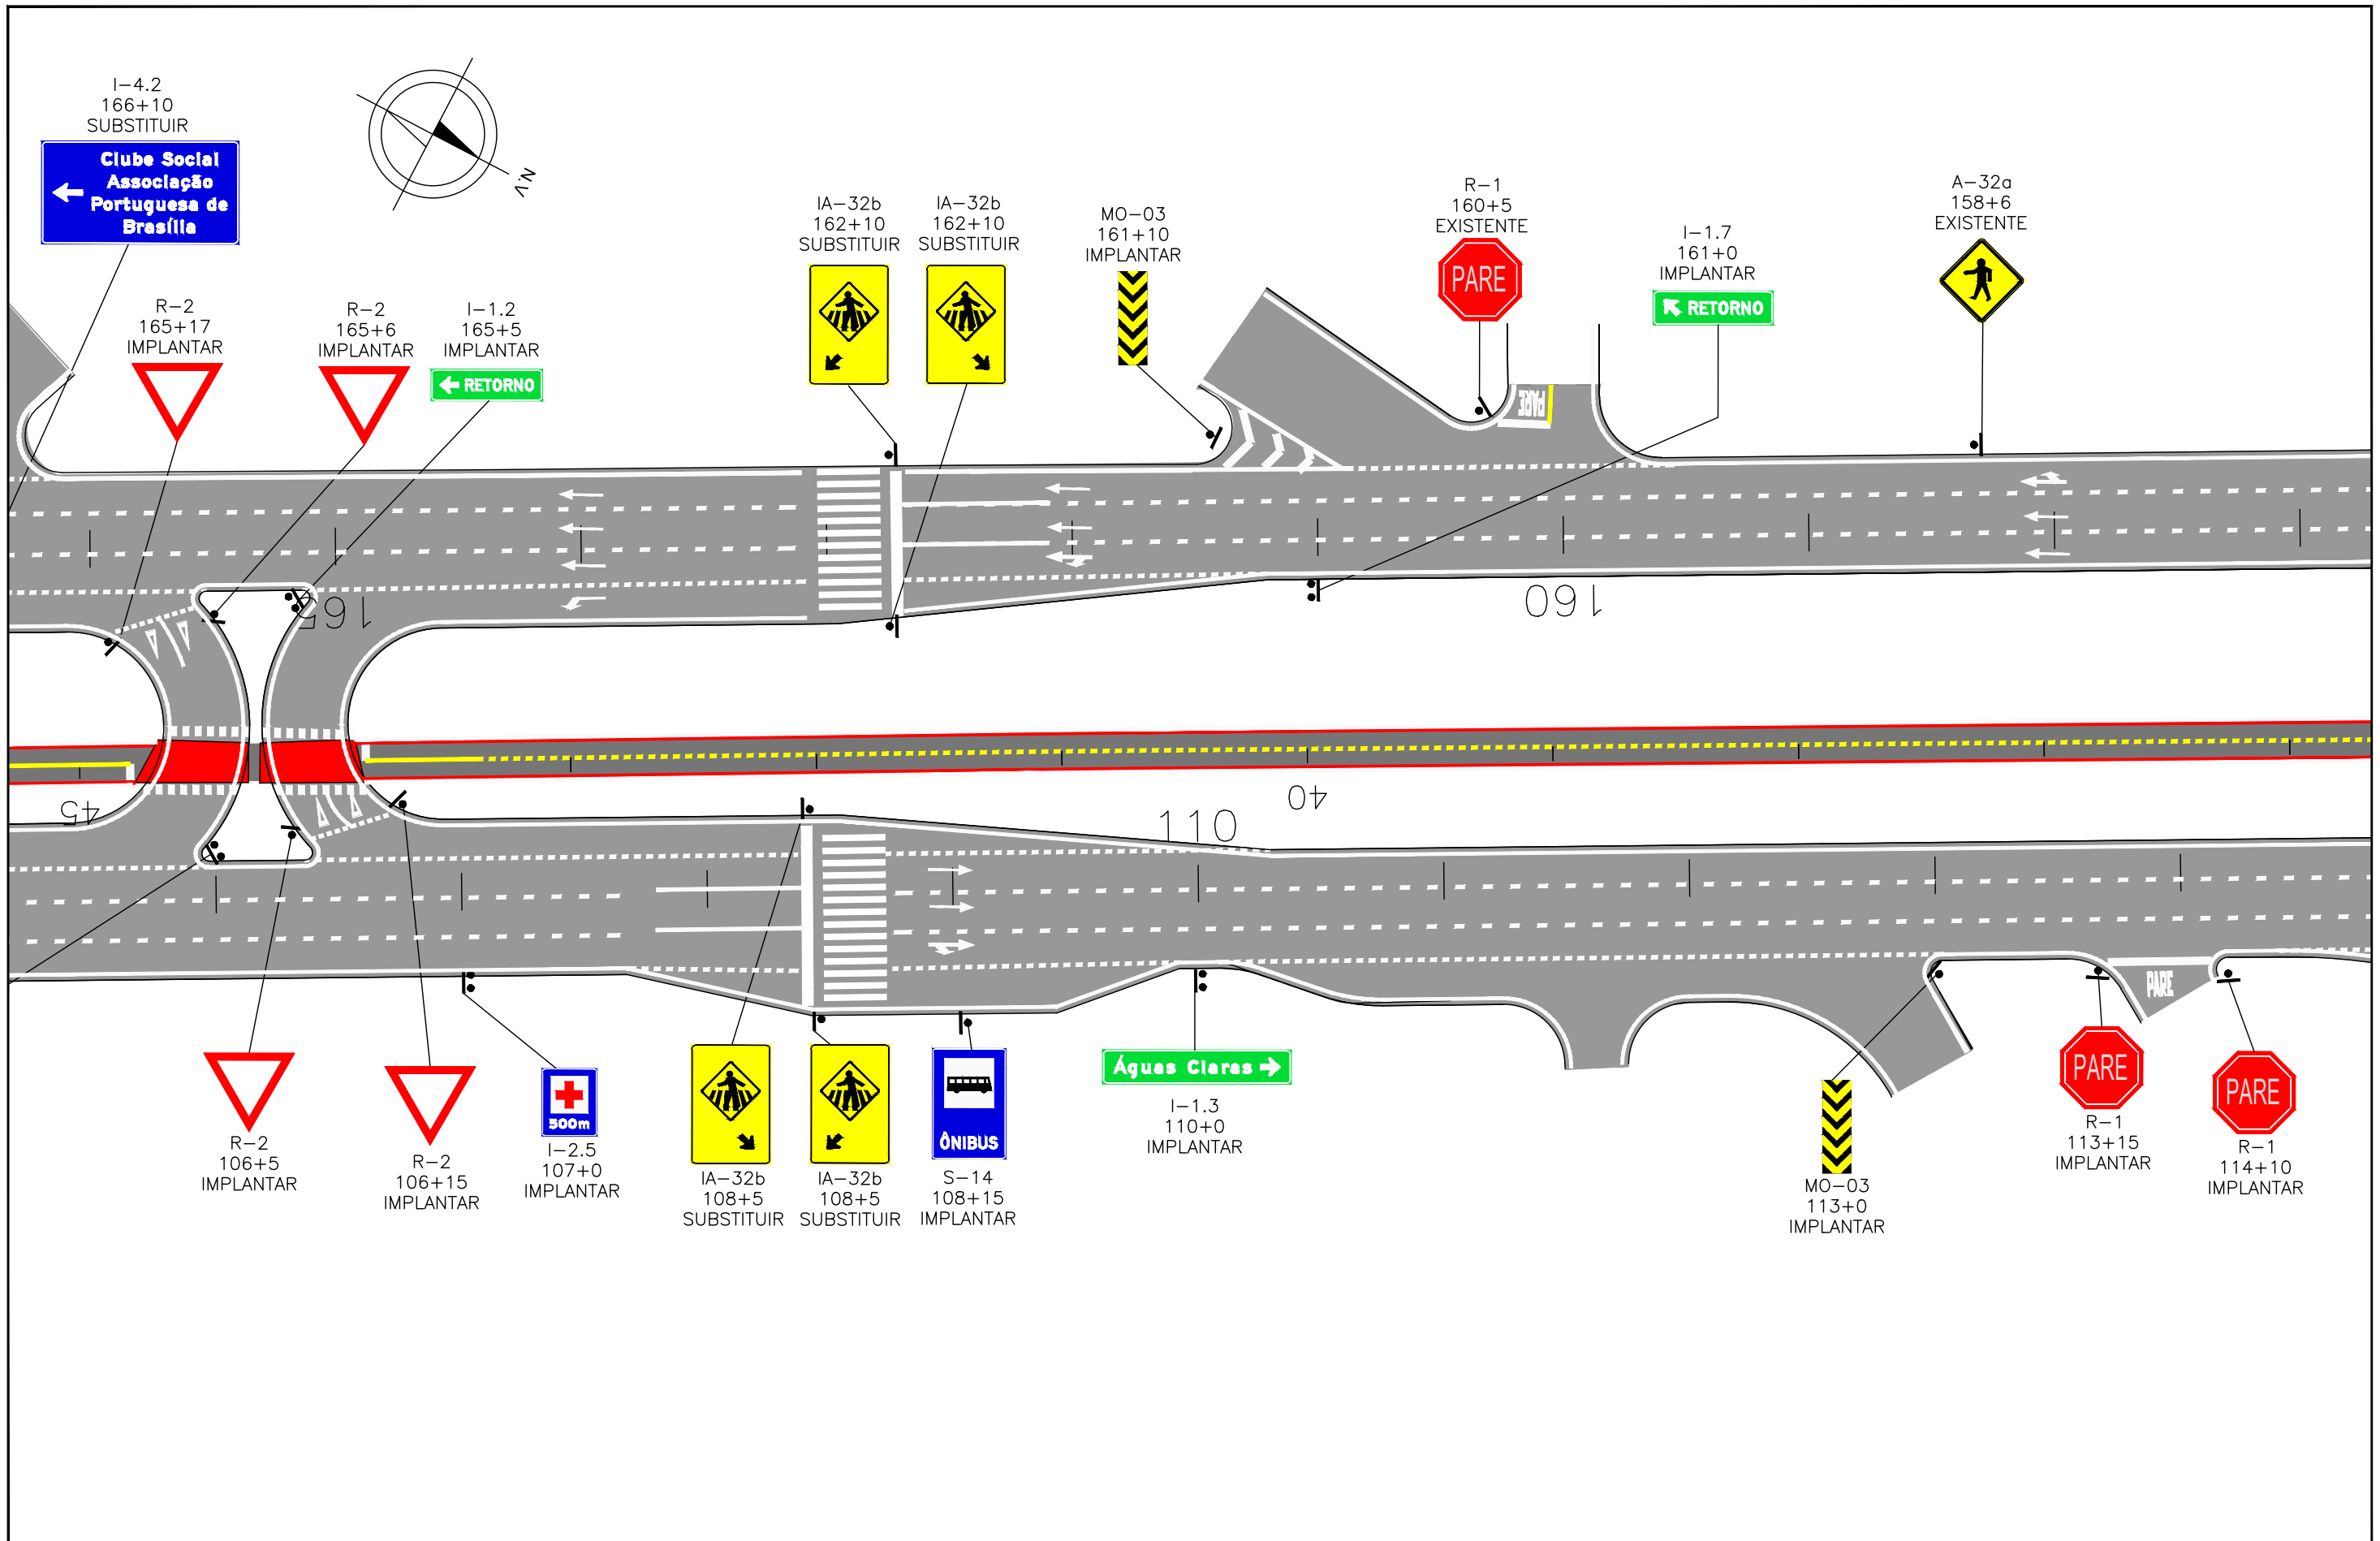 I-4.2
166+10
SUBSTITUIR
Clube Social
Associação
Portuguesa de
Brasília
N.V
R-2
165+17
IMPLANTAR
R-2
165+6
IMPLANTAR
I-1.2
165+5
IMPLANTAR
RETORNO
IA-32b
162+10
SUBSTITUIR
IA-32b
162+10
SUBSTITUIR
MO-03
161+10
IMPLANTAR
R-1
160+5
EXISTENTE
PARE
PARE
I-1.7
161+0
IMPLANTAR
RETORNO
A-32a
158+6
EXISTENTE
165
160
45
40
110
PARE
R-2
106+5
IMPLANTAR
R-2
106+15
IMPLANTAR
500m
I-2.5
107+0
IMPLANTAR
IA-32b
108+5
SUBSTITUIR
IA-32b
108+5
SUBSTITUIR
ÔNIBUS
S-14
108+15
IMPLANTAR
Águas Claras
I-1.3
110+0
IMPLANTAR
MO-03
113+0
IMPLANTAR
PARE
R-1
113+15
IMPLANTAR
PARE
R-1
114+10
IMPLANTAR